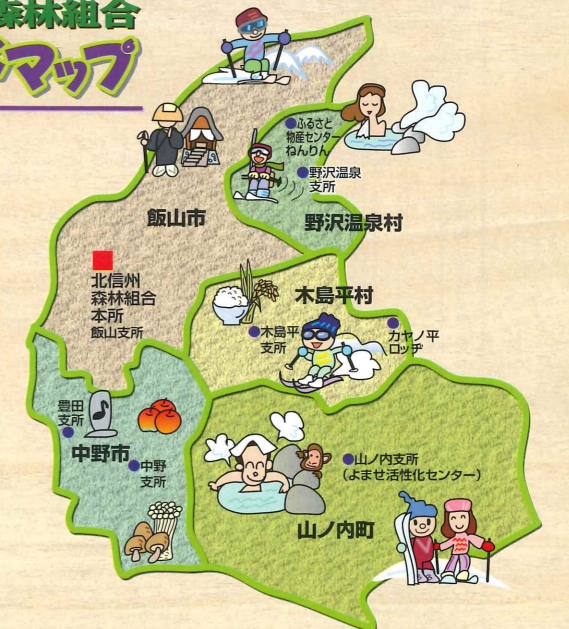 森林組合
マップ
ふるさと
物産センター
ねんりん
野沢温泉
支所
飯山市
野沢温泉村
北信州
森林組合
本所
飯山支所
木島平村
木島平
支所
カヤノ平
ロッヂ
豊田
支所
中野市
中野
支所
山ノ内支所
(よませ活性化センター)
山ノ内町